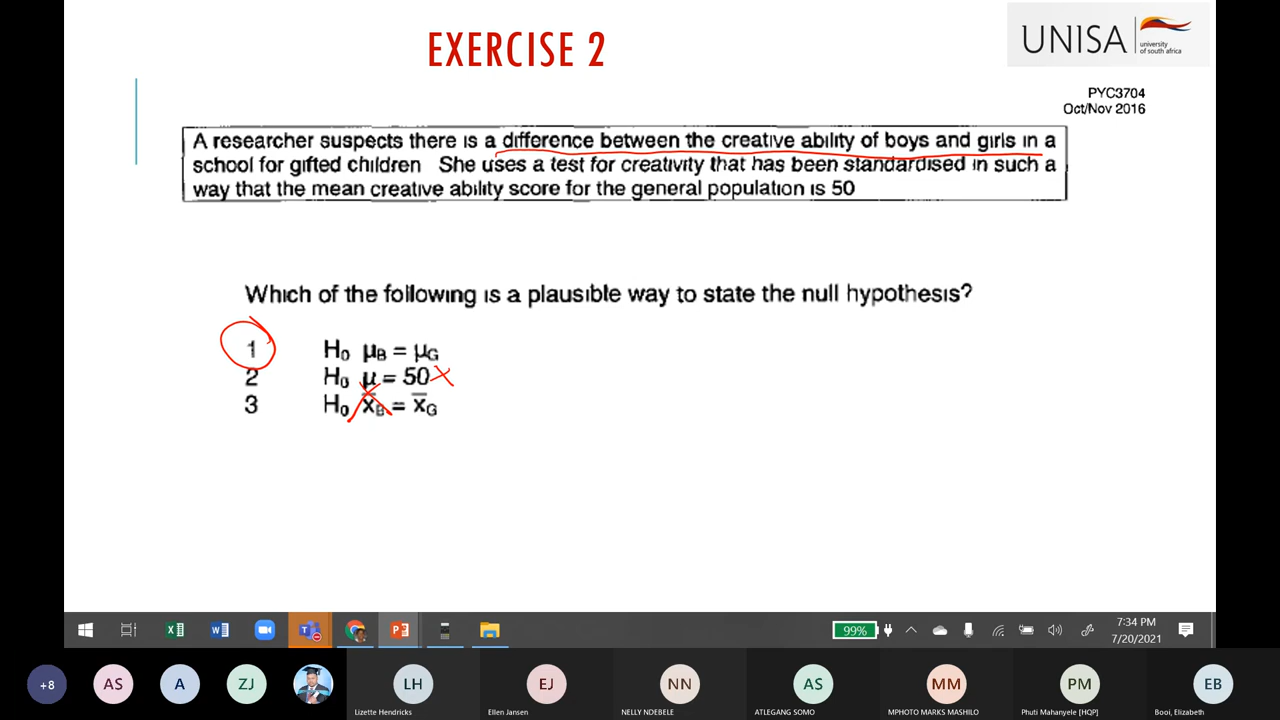 EXERCISE 2
UNISA
university
of south africa
PYC3704
Oct/Nov 2016
A researcher suspects there is a difference between the creative ability of boys and girls in a
school for gifted children She uses a test for creativity that has been standardised in such a
way that the mean creative ability score for the general population is 50
Which of the following is a plausible way to state the null hypothesis?
1 H₀ μB = μG
2 H₀ μ = 50
3 H₀ x̄B = x̄G
99%
7:34 PM
7/20/2021
+8
AS
A
ZJ
LH
EJ
NN
AS
MM
PM
EB
Lizette Hendricks
Ellen Jansen
NELLY NDEBELE
ATLEGANG SOMO
MPHOTO MARKS MASHILO
Phuti Mahanyele [HQP]
Booi, Elizabeth